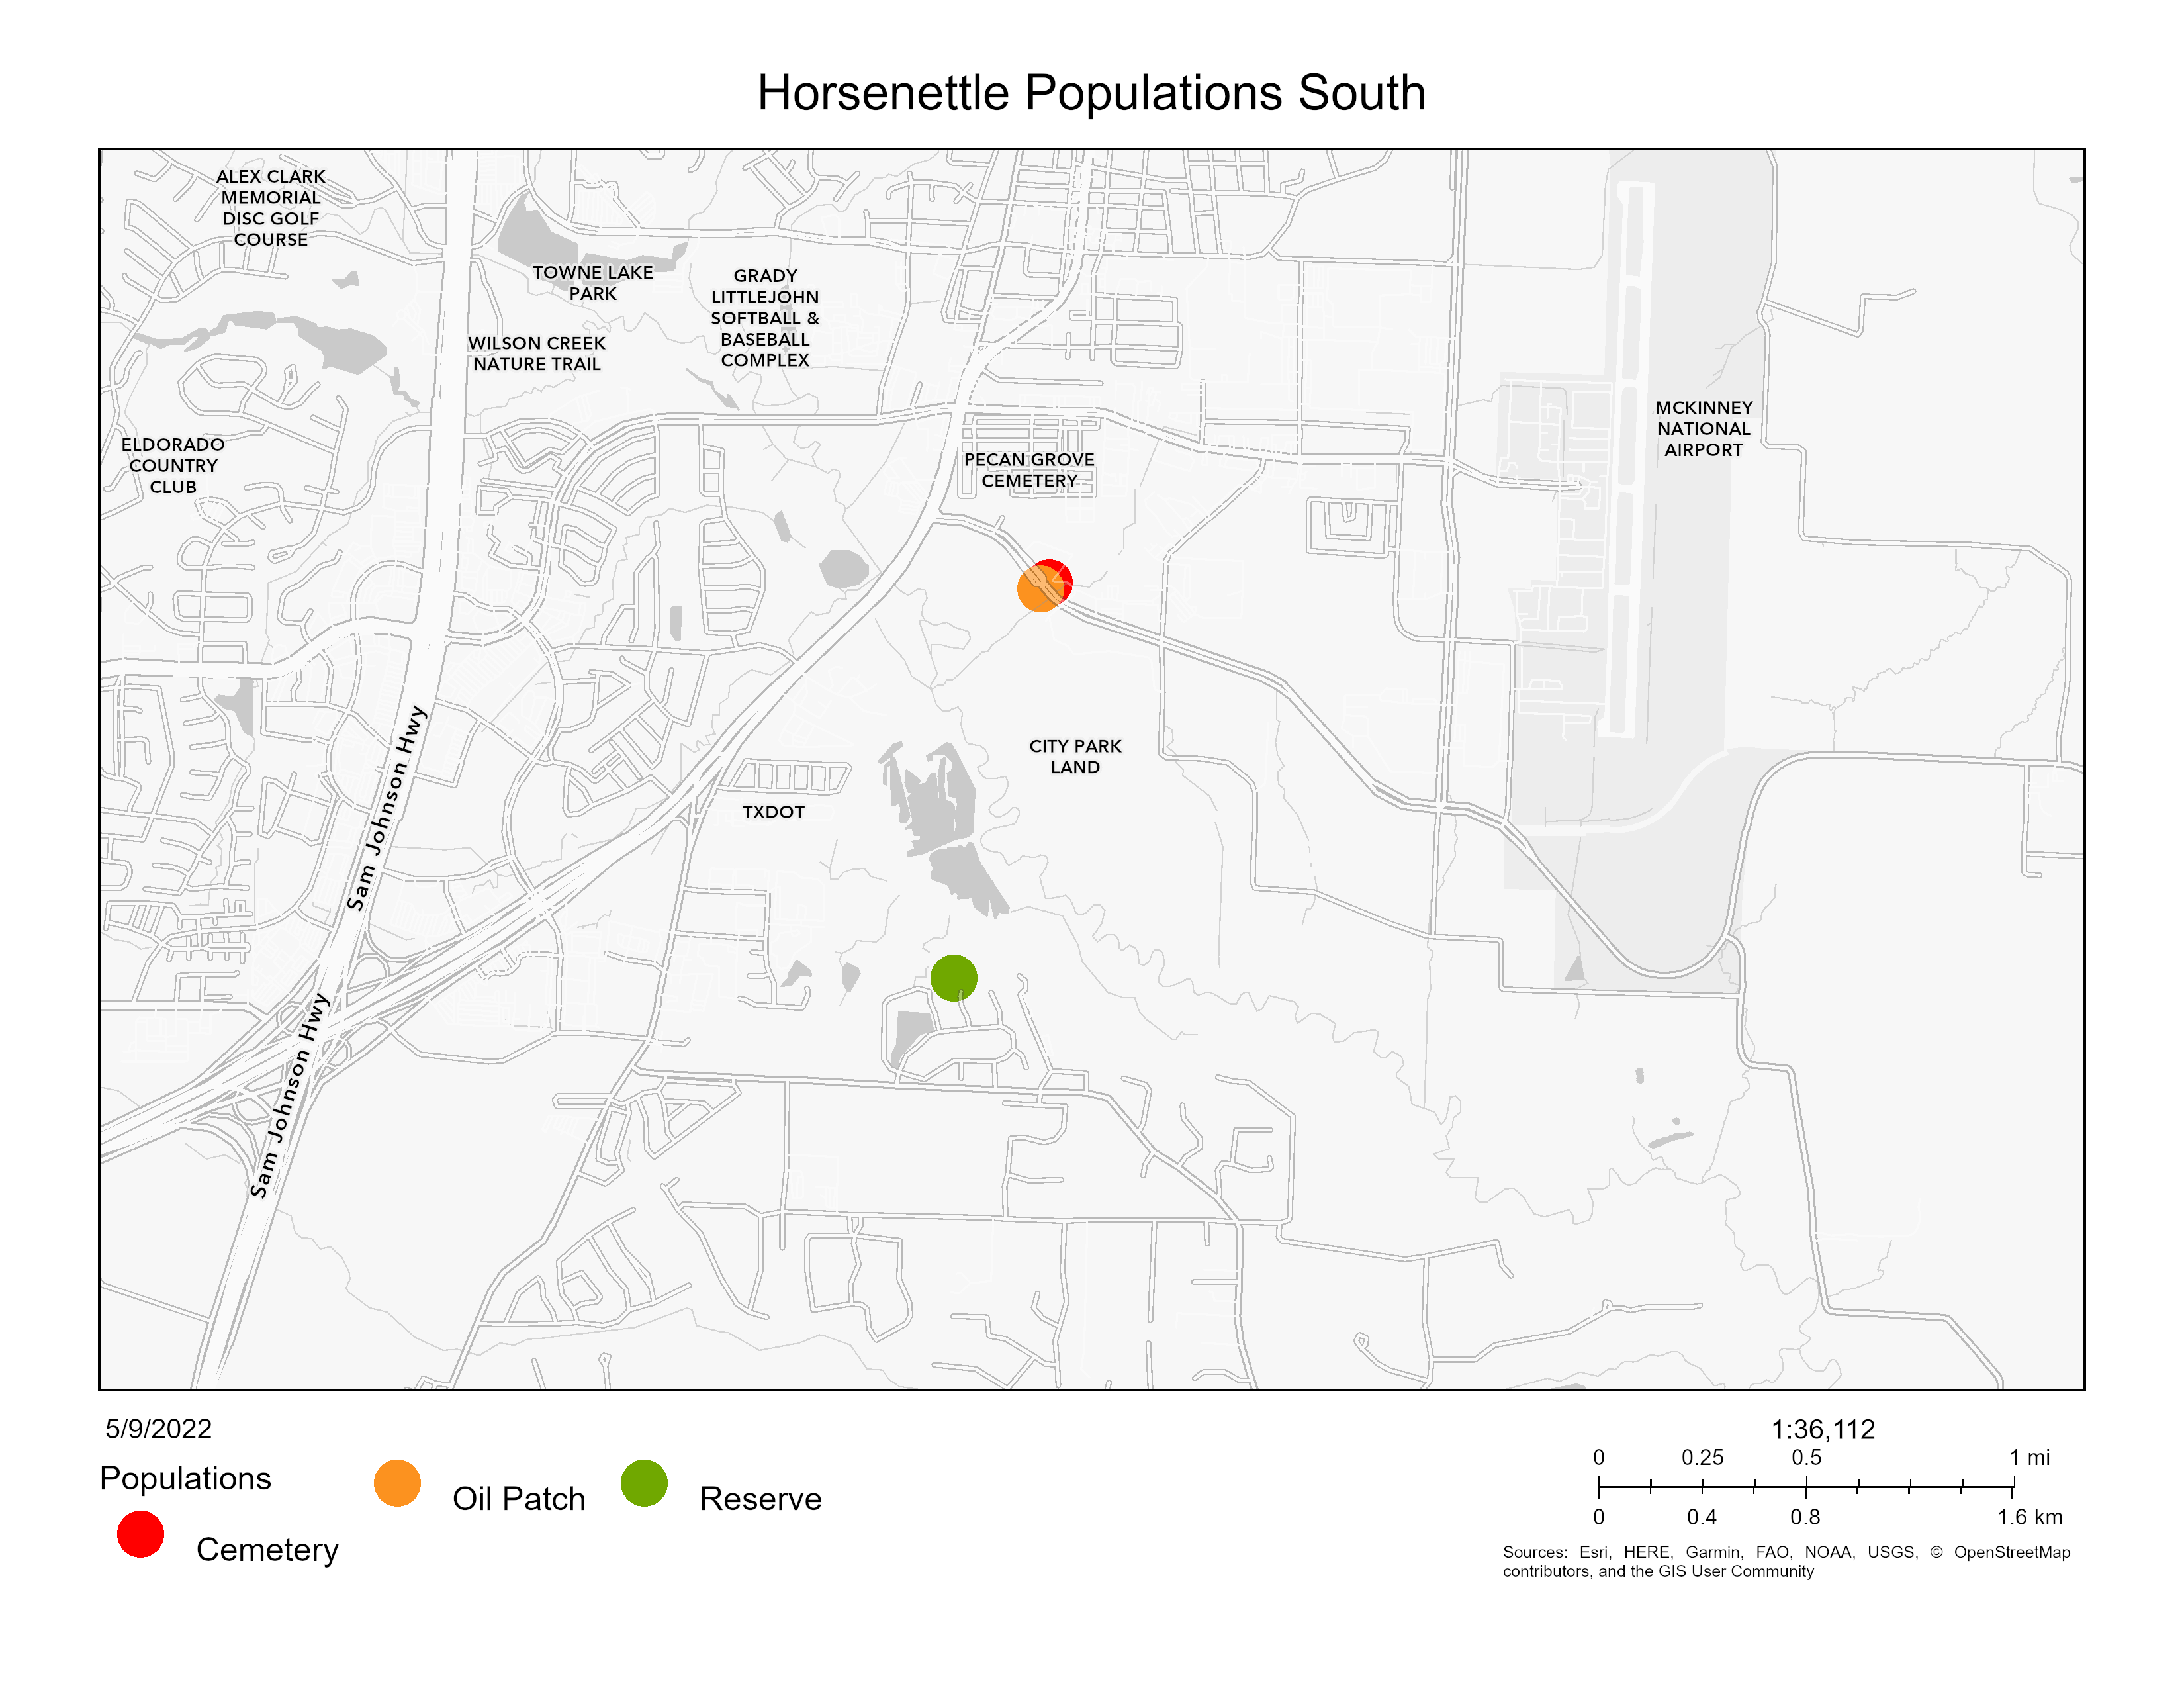 Horsenettle Populations South
ALEX CLARK
MEMORIAL
DISC GOLF
COURSE
TOWNE LAKE
PARK
GRADY
LITTLEJOHN
SOFTBALL &
BASEBALL
COMPLEX
WILSON CREEK
NATURE TRAIL
MCKINNEY
NATIONAL
AIRPORT
ELDORADO
COUNTRY
CLUB
PECAN GROVE
CEMETERY
CITY PARK
LAND
TXDOT
Sam Johnson Hwy
Sam Johnson Hwy
5/9/2022
Populations
Cemetery
Oil Patch
Reserve
1:36,112
0 0.25 0.5 1 mi
0 0.4 0.8 1.6 km
Sources: Esri, HERE, Garmin, FAO, NOAA, USGS, © OpenStreetMap
contributors, and the GIS User Community